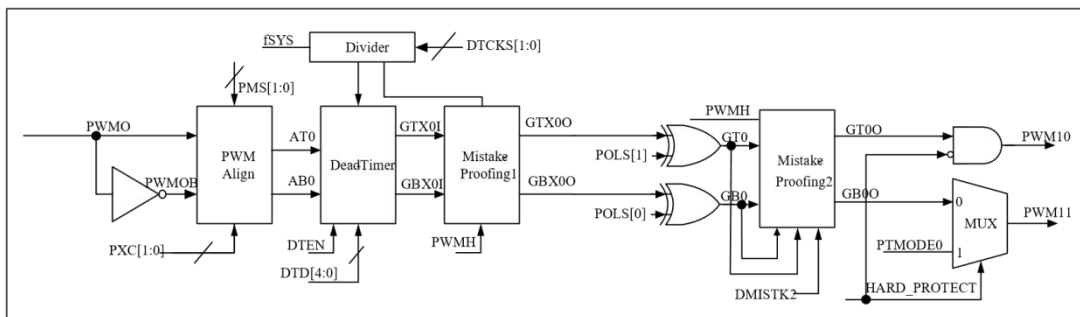 fSYS
Divider
DTCKS[1:0]
PMS[1:0]
PWMO
PWMOB
PWM
Align
PXC[1:0]
AT0
AB0
DeadTimer
DTEN
DTD[4:0]
GTX0I
GBX0I
Mistake
Proofing1
PWMH
GTX0O
GBX0O
POLS[1]
POLS[0]
GT0
GB0
PWMH
Mistake
Proofing2
DMISTK2
GT0O
GB0O
PWM10
0
MUX
1
PTMODE0
PWM11
HARD_PROTECT